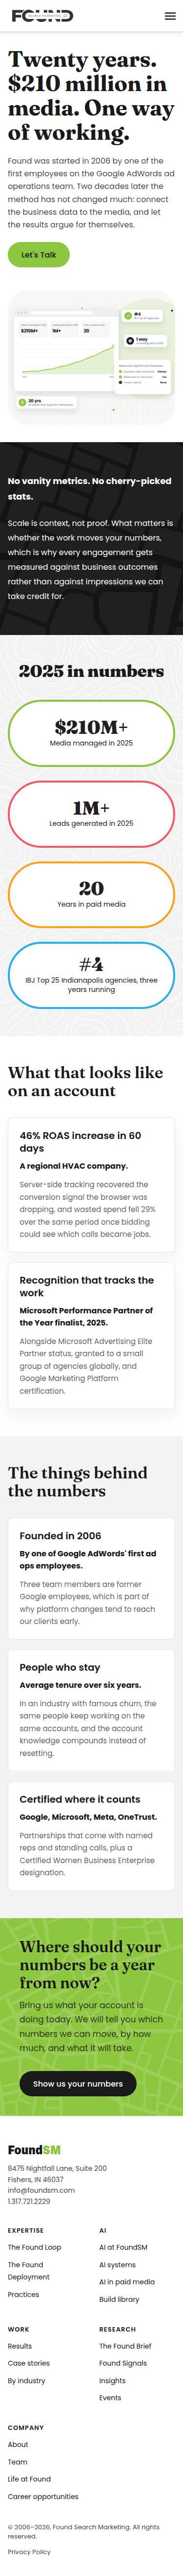 FOUND
SEARCH MARKETING
Twenty years.
$210 million in
media. One way
of working.
Found was started in 2006 by one of the
first employees on the Google AdWords ad
operations team. Two decades later the
method has not changed much: connect
the business data to the media, and let
the results argue for themselves.
Let's Talk
$210M+
1M+
20
#4
1 way
20 yrs
No vanity metrics. No cherry-picked
stats.
Scale is context, not proof. What matters is
whether the work moves your numbers,
which is why every engagement gets
measured against business outcomes
rather than against impressions we can
take credit for.
2025 in numbers
$210M+
Media managed in 2025
1M+
Leads generated in 2025
20
Years in paid media
#4
IBJ Top 25 Indianapolis agencies, three
years running
What that looks like
on an account
46% ROAS increase in 60
days
A regional HVAC company.
Server-side tracking recovered the
conversion signal the browser was
dropping, and wasted spend fell 29%
over the same period once bidding
could see which calls became jobs.
Recognition that tracks the
work
Microsoft Performance Partner of
the Year finalist, 2025.
Alongside Microsoft Advertising Elite
Partner status, granted to a small
group of agencies globally, and
Google Marketing Platform
certification.
The things behind
the numbers
Founded in 2006
By one of Google AdWords' first ad
ops employees.
Three team members are former
Google employees, which is part of
why platform changes tend to reach
our clients early.
People who stay
Average tenure over six years.
In an industry with famous churn, the
same people keep working on the
same accounts, and the account
knowledge compounds instead of
resetting.
Certified where it counts
Google, Microsoft, Meta, OneTrust.
Partnerships that come with named
reps and standing calls, plus a
Certified Women Business Enterprise
designation.
Where should your
numbers be a year
from now?
Bring us what your account is
doing today. We will tell you which
numbers we can move, by how
much, and what it will take.
Show us your numbers
FoundSM
8475 Nightfall Lane, Suite 200
Fishers, IN 46037
info@foundsm.com
1.317.721.2229
EXPERTISE
The Found Loop
The Found
Deployment
Practices
AI
AI at FoundSM
AI systems
AI in paid media
Build library
WORK
Results
Case stories
By industry
RESEARCH
The Found Brief
Found Signals
Insights
Events
COMPANY
About
Team
Life at Found
Career opportunities
© 2006–2026, Found Search Marketing. All rights
reserved.
Privacy Policy